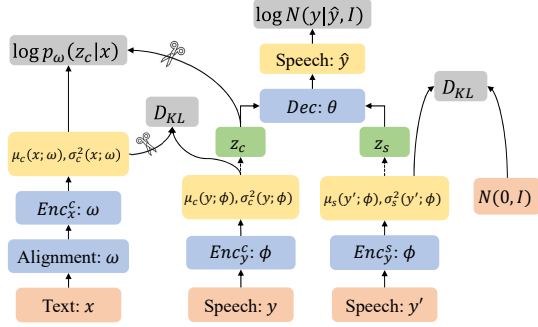 log N(y|ŷ, I)
log p_ω(z_c|x)
Speech: ŷ
D_KL
D_KL
Dec: θ
z_c
z_s
μ_c(x; ω), σ_c^2(x; ω)
μ_c(y; ϕ), σ_c^2(y; ϕ)
μ_s(y′; ϕ), σ_s^2(y′; ϕ)
N(0, I)
Enc_x^c: ω
Enc_y^c: ϕ
Enc_y^s: ϕ
Alignment: ω
Text: x
Speech: y
Speech: y′